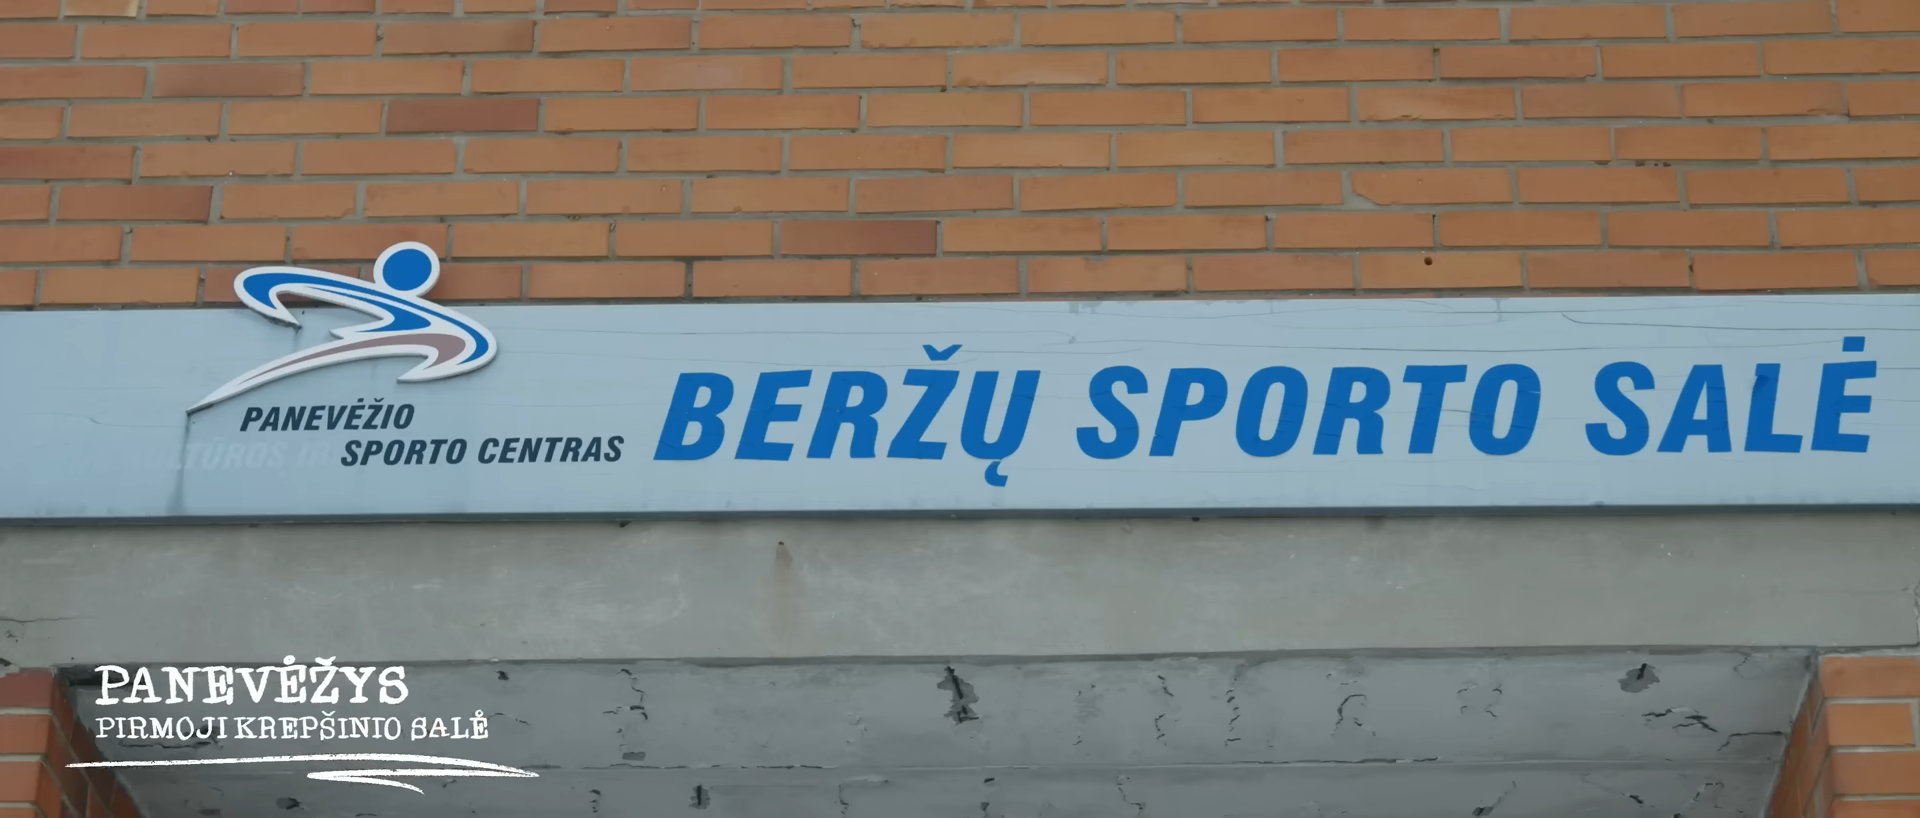 PANEVĖŽIO
SPORTO CENTRAS
BERŽŲ SPORTO SALĖ
PANEVĖŽYS
PIRMOJI KREPŠINIO SALĖ